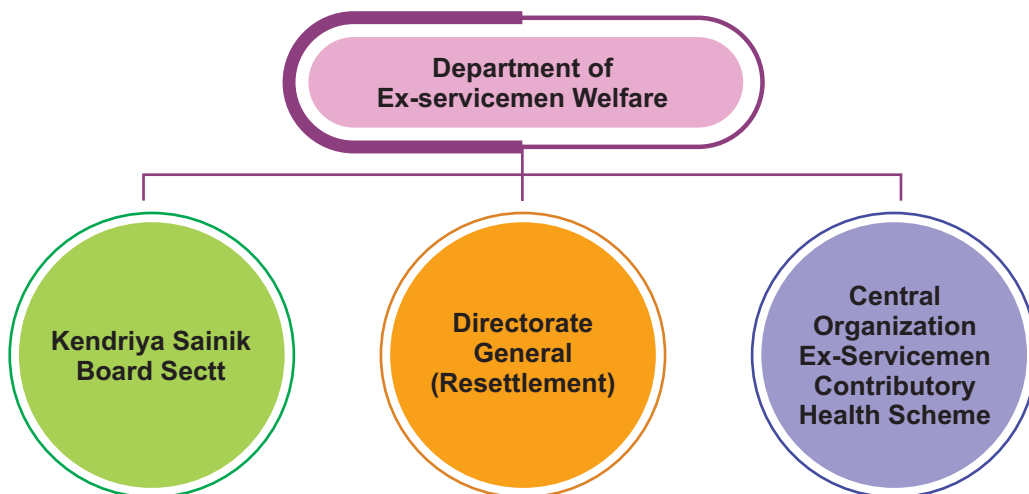 Department of
Ex-servicemen Welfare
Kendriya Sainik
Board Sectt
Directorate
General
(Resettlement)
Central
Organization
Ex-Servicemen
Contributory
Health Scheme